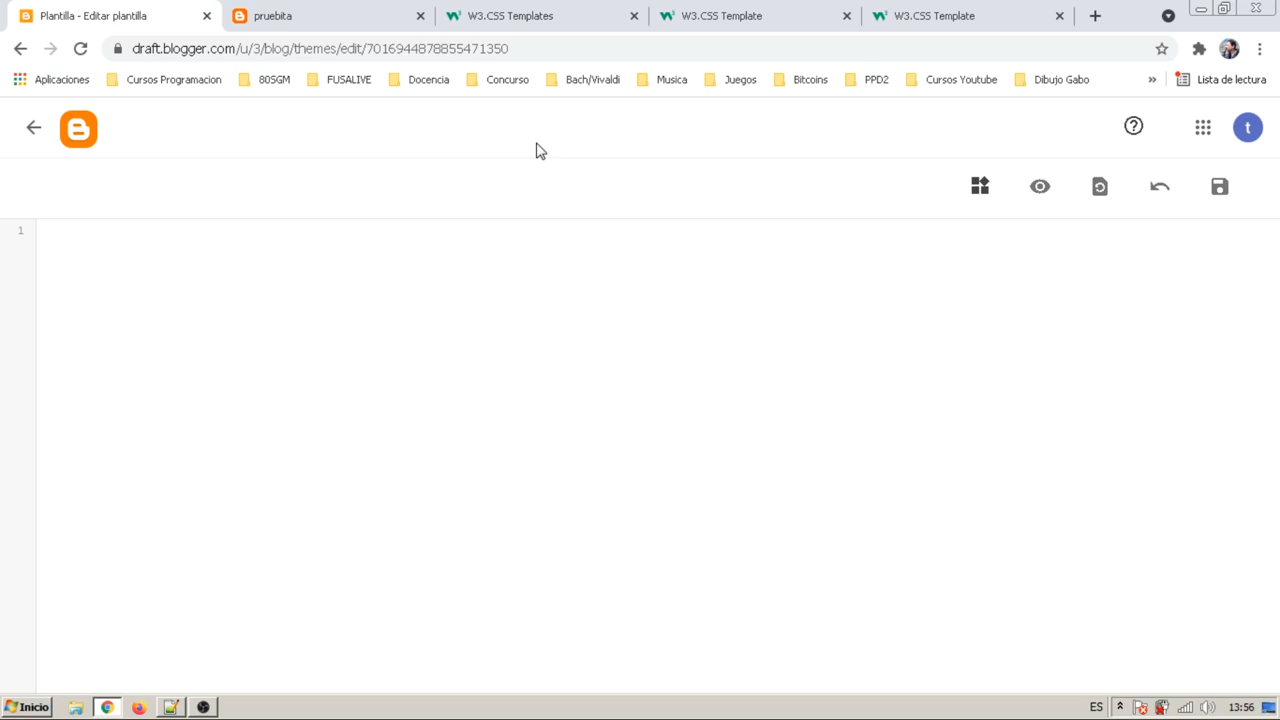 Plantilla - Editar plantilla
pruebita
W3.CSS Templates
W3.CSS Template
W3.CSS Template
draft.blogger.com/u/3/blog/themes/edit/7016944878855471350
Aplicaciones
Cursos Programacion
80SGM
FUSALIVE
Docencia
Concurso
Bach/Vivaldi
Musica
Juegos
Bitcoins
PPD2
Cursos Youtube
Dibujo Gabo
»
Lista de lectura
t
1
Inicio
ES
13:56